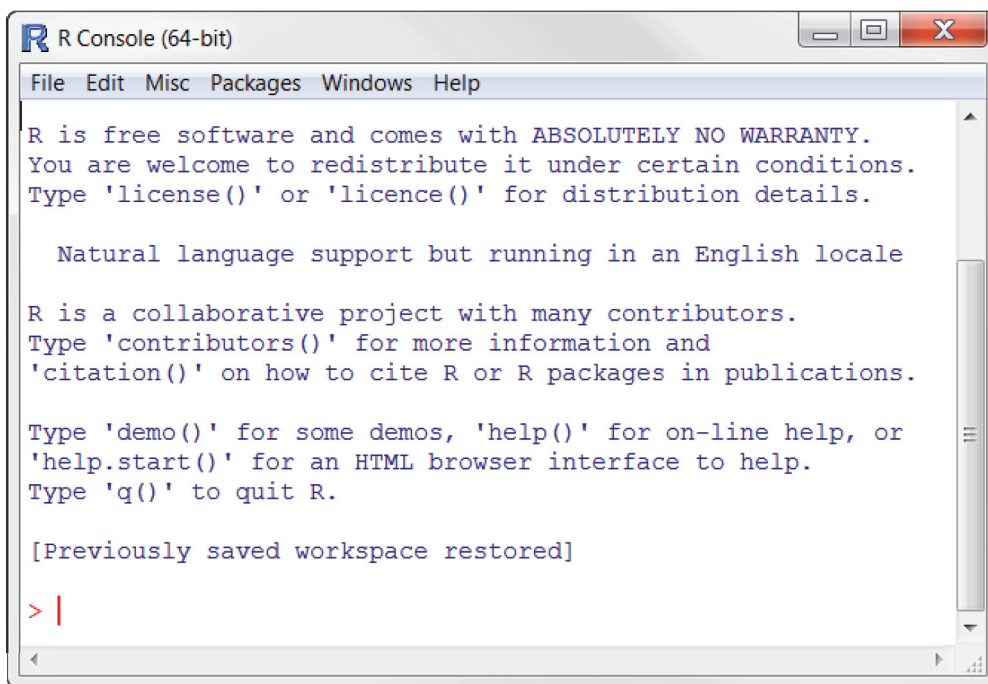 R Console (64-bit)
File Edit Misc Packages Windows Help
R is free software and comes with ABSOLUTELY NO WARRANTY.
You are welcome to redistribute it under certain conditions.
Type 'license()' or 'licence()' for distribution details.
Natural language support but running in an English locale
R is a collaborative project with many contributors.
Type 'contributors()' for more information and
'citation()' on how to cite R or R packages in publications.
Type 'demo()' for some demos, 'help()' for on-line help, or
'help.start()' for an HTML browser interface to help.
Type 'q()' to quit R.
[Previously saved workspace restored]
>